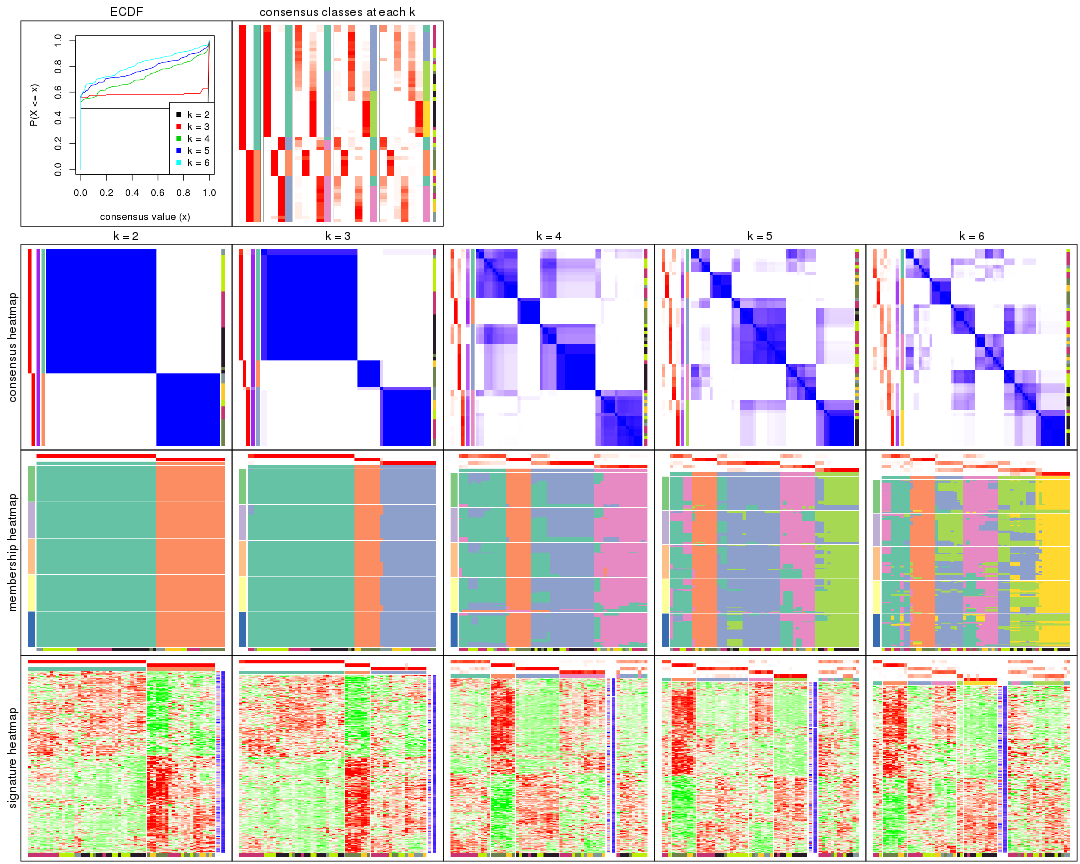 ECDF
consensus classes at each k
P(X <= x)
0.0
0.2
0.4
0.6
0.8
1.0
k = 2
k = 3
k = 4
k = 5
k = 6
0.0 0.2 0.4 0.6 0.8 1.0
consensus value (x)
k = 2
k = 3
k = 4
k = 5
k = 6
consensus heatmap
membership heatmap
signature heatmap